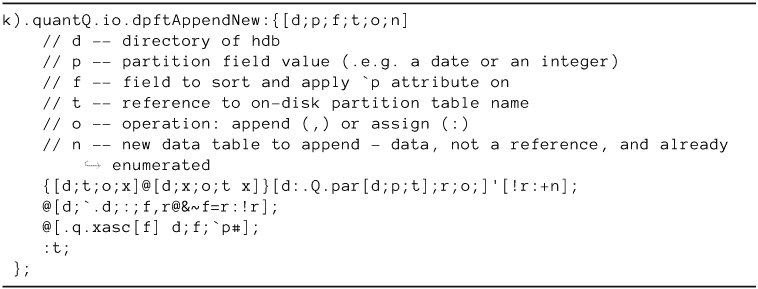 k).quantQ.io.dpftAppendNew:{[d;p;f;t;o;n]
    // d -- directory of hdb
    // p -- partition field value (.e.g. a date or an integer)
    // f -- field to sort and apply `p attribute on
    // t -- reference to on-disk partition table name
    // o -- operation: append (,) or assign (:)
    // n -- new data table to append - data, not a reference, and already
        ↪ enumerated
    {[d;t;o;x]@[d;x;o;t x]}[d:.Q.par[d;p;t];r;o;]'[!r:+n];
    @[d;`.d;:;f,r@&~f=r:!r];
    @[.q.xasc[f] d;f;`p#];
    :t;
 };